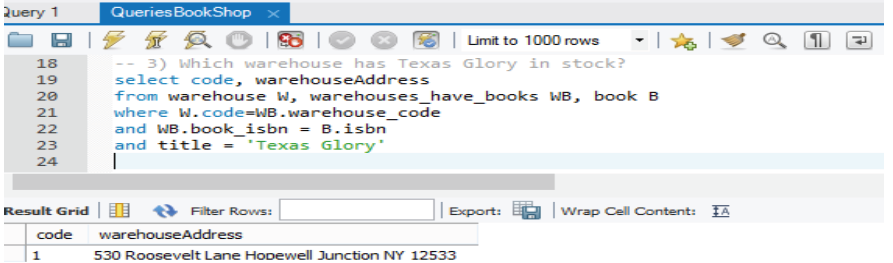 Query 1 QueriesBookShop ×
Limit to 1000 rows
18 -- 3) Which warehouse has Texas Glory in stock?
19 select code, warehouseAddress
20 from warehouse W, warehouses_have_books WB, book B
21 where W.code=WB.warehouse_code
22 and WB.book_isbn = B.isbn
23 and title = 'Texas Glory'
24
Result Grid Filter Rows: Export: Wrap Cell Content: IA
code warehouseAddress
1 530 Roosevelt Lane Hopewell Junction NY 12533